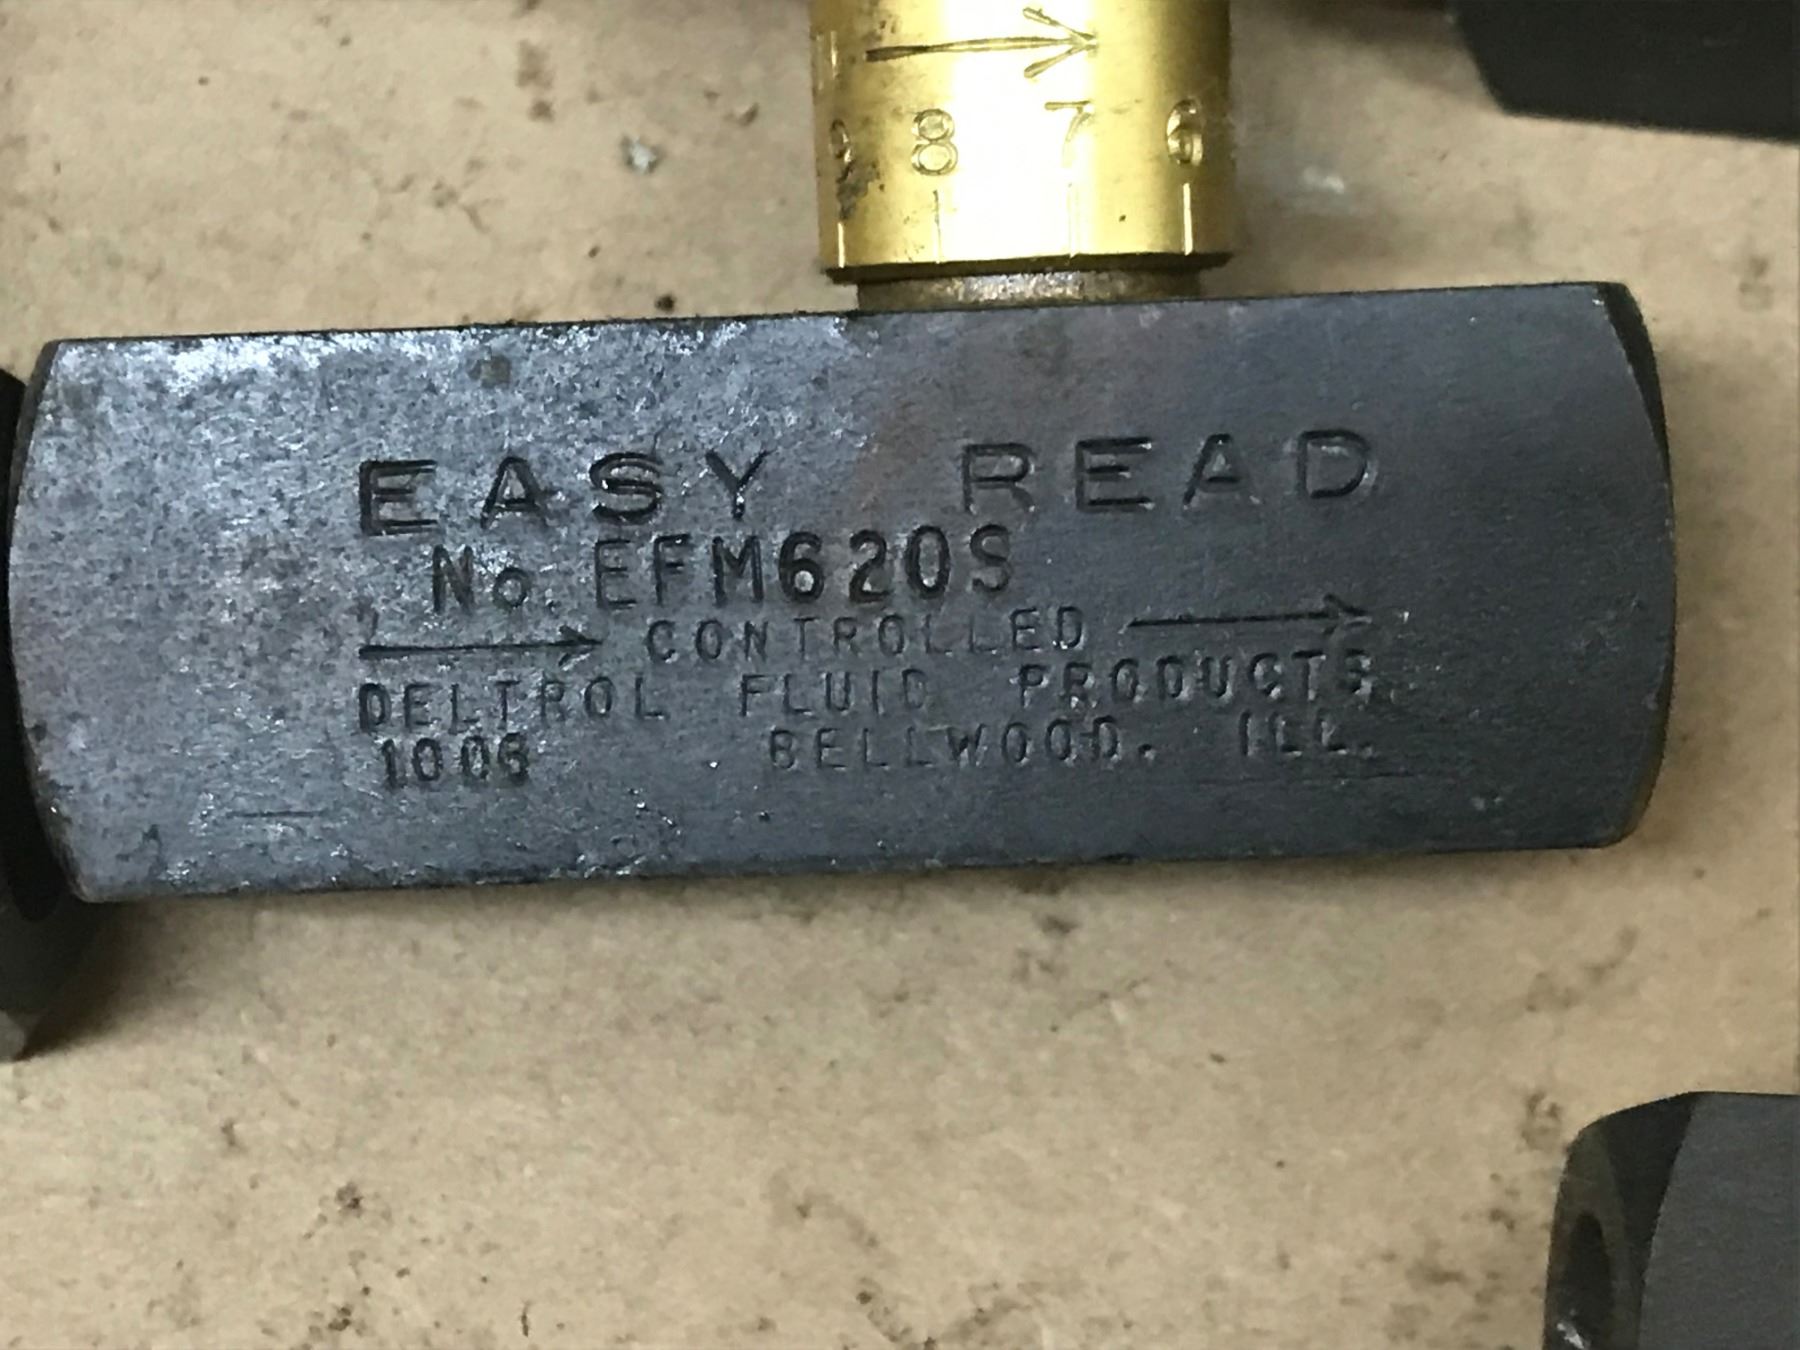 →
9 8 7 6
EASY READ
No. EFM620S
→ CONTROLLED →
DELTROL FLUID PRODUCTS
1006 BELLWOOD. ILL.